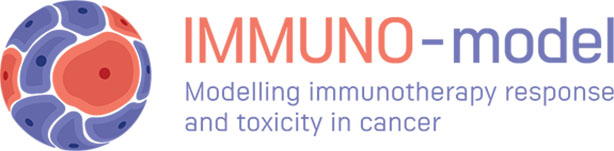 IMMUNO-model
Modelling immunotherapy response
and toxicity in cancer